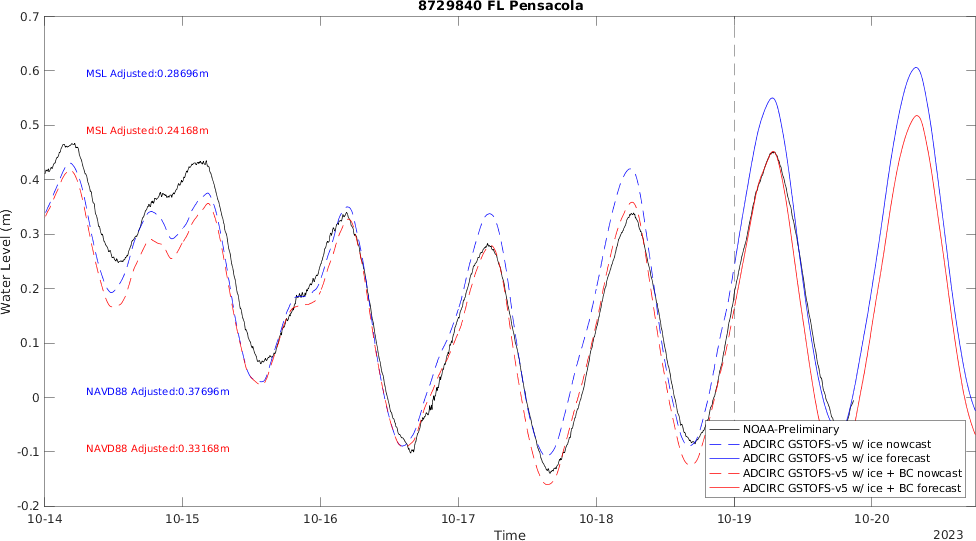 8729840 FL Pensacola
0.7
0.6
0.5
0.4
0.3
0.2
0.1
0
-0.1
-0.2
Water Level (m)
MSL Adjusted:0.28696m
MSL Adjusted:0.24168m
NAVD88 Adjusted:0.37696m
NAVD88 Adjusted:0.33168m
NOAA-Preliminary
ADCIRC GSTOFS-v5 w/ ice nowcast
ADCIRC GSTOFS-v5 w/ ice forecast
ADCIRC GSTOFS-v5 w/ ice + BC nowcast
ADCIRC GSTOFS-v5 w/ ice + BC forecast
10-14 10-15 10-16 10-17 10-18 10-19 10-20
Time
2023